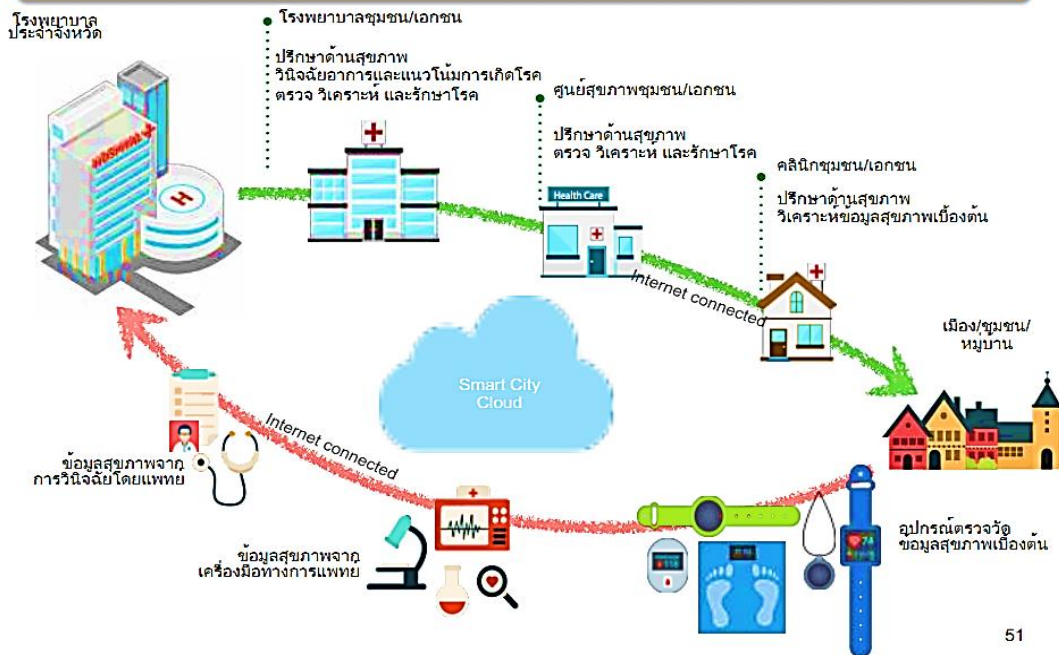 โรงพยาบาล
ประจำจังหวัด
โรงพยาบาลชุมชน/เอกชน
ปรึกษาด้านสุขภาพ
วินิจฉัยอาการและแนวโน้มการเกิดโรค
ตรวจ วิเคราะห์ และรักษาโรค
HOSPITAL
H
ศูนย์สุขภาพชุมชน/เอกชน
ปรึกษาด้านสุขภาพ
ตรวจ วิเคราะห์ และรักษาโรค
Health Care
คลินิกชุมชน/เอกชน
ปรึกษาด้านสุขภาพ
วิเคราะห์ข้อมูลสุขภาพเบื้องต้น
Internet connected
เมือง/ชุมชน/
หมู่บ้าน
Smart City
Cloud
Internet connected
ข้อมูลสุขภาพจาก
การวินิจฉัยโดยแพทย์
ข้อมูลสุขภาพจาก
เครื่องมือทางการแพทย์
อุปกรณ์ตรวจวัด
ข้อมูลสุขภาพเบื้องต้น
74
51